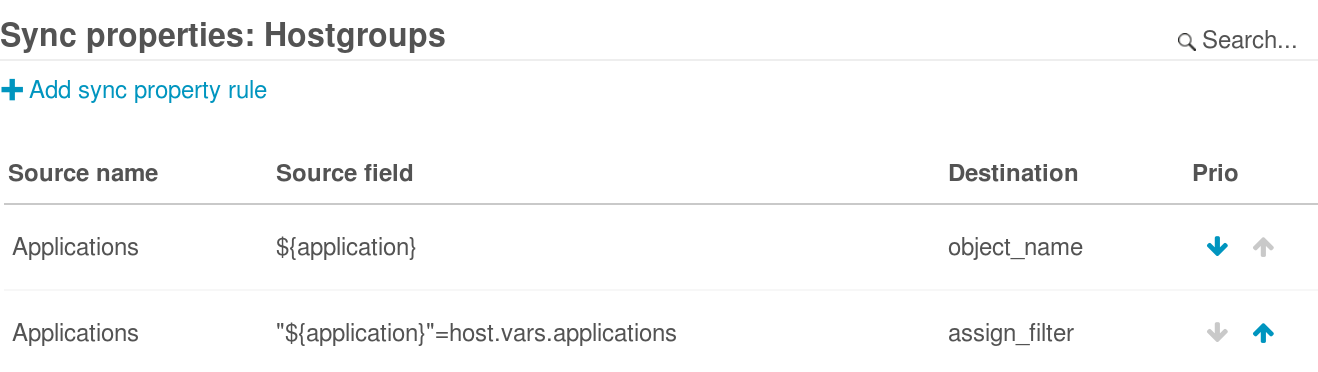 Sync properties: Hostgroups
Search...
Add sync property rule
Source name Source field Destination Prio
Applications ${application} object_name
Applications "${application}"=host.vars.applications assign_filter